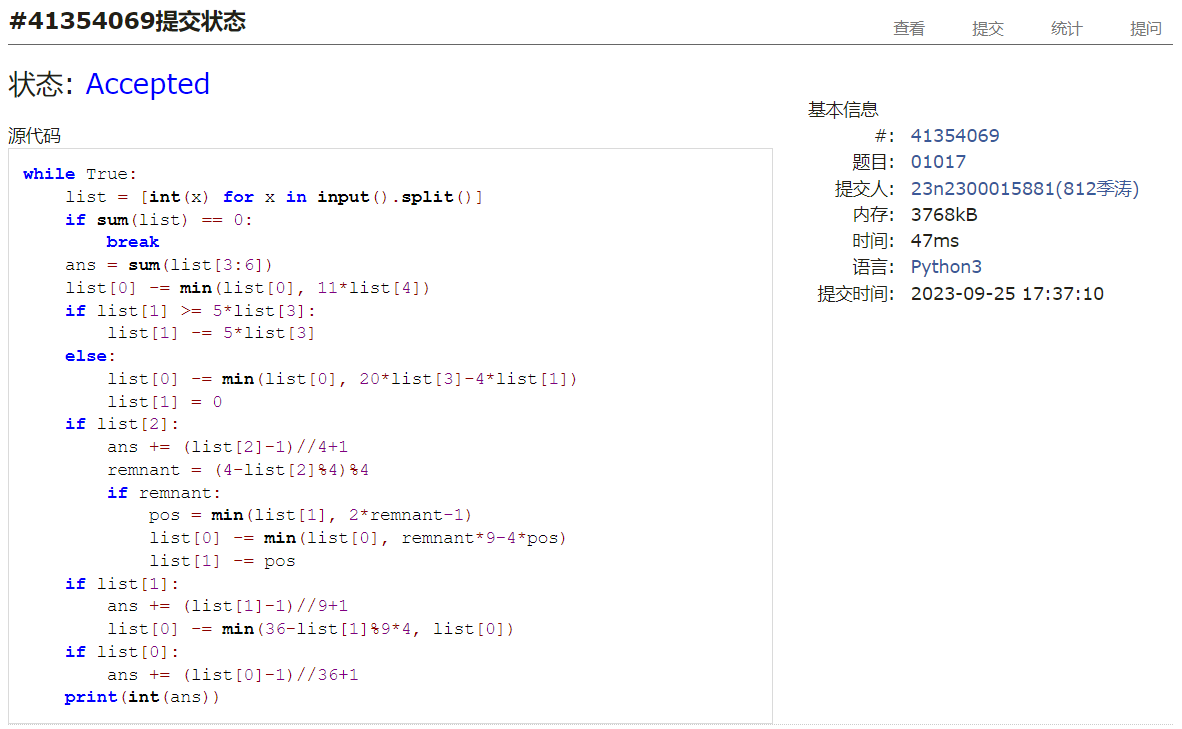 #41354069提交状态
查看 提交 统计 提问
状态: Accepted
源代码
while True:
    list = [int(x) for x in input().split()]
    if sum(list) == 0:
        break
    ans = sum(list[3:6])
    list[0] -= min(list[0], 11*list[4])
    if list[1] >= 5*list[3]:
        list[1] -= 5*list[3]
    else:
        list[0] -= min(list[0], 20*list[3]-4*list[1])
        list[1] = 0
    if list[2]:
        ans += (list[2]-1)//4+1
        remnant = (4-list[2]%4)%4
        if remnant:
            pos = min(list[1], 2*remnant-1)
            list[0] -= min(list[0], remnant*9-4*pos)
            list[1] -= pos
    if list[1]:
        ans += (list[1]-1)//9+1
        list[0] -= min(36-list[1]%9*4, list[0])
    if list[0]:
        ans += (list[0]-1)//36+1
    print(int(ans))
基本信息
#: 41354069
题目: 01017
提交人: 23n2300015881(812季涛)
内存: 3768kB
时间: 47ms
语言: Python3
提交时间: 2023-09-25 17:37:10